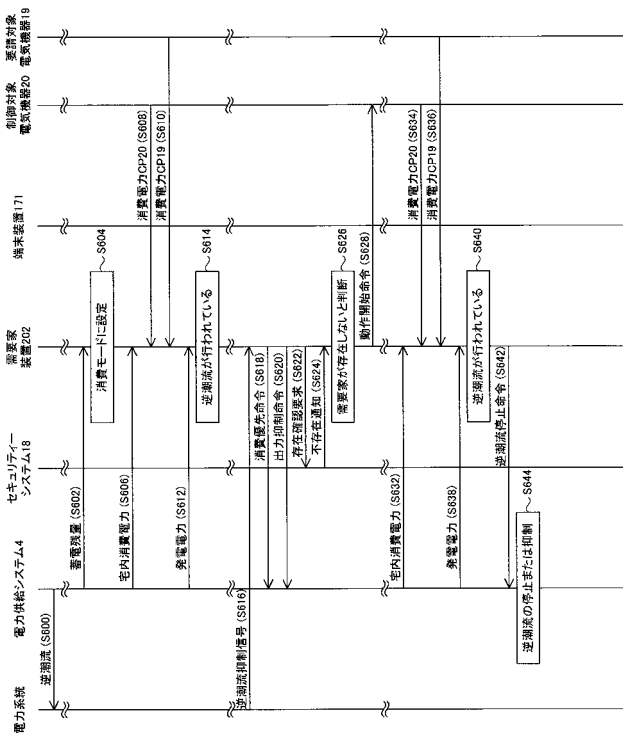 電力系統
電力供給システム4
セキュリティー
システム18
需要家
装置202
端末装置171
制御対象
電気機器20
要請対象
電気機器19
逆潮流(S600)
蓄電残量(S602)
消費モードに設定
S604
宅内消費電力(S606)
消費電力CP20(S608)
消費電力CP19(S610)
発電電力(S612)
逆潮流が行われている
S614
逆潮流抑制信号(S616)
消費優先命令(S618)
出力抑制命令(S620)
存在確認要求(S622)
不存在通知(S624)
需要家が存在しないと判断
S626
動作開始命令(S628)
宅内消費電力(S632)
消費電力CP20(S634)
消費電力CP19(S636)
発電電力(S638)
逆潮流が行われている
S640
逆潮流停止命令(S642)
逆潮流の停止または抑制
S644